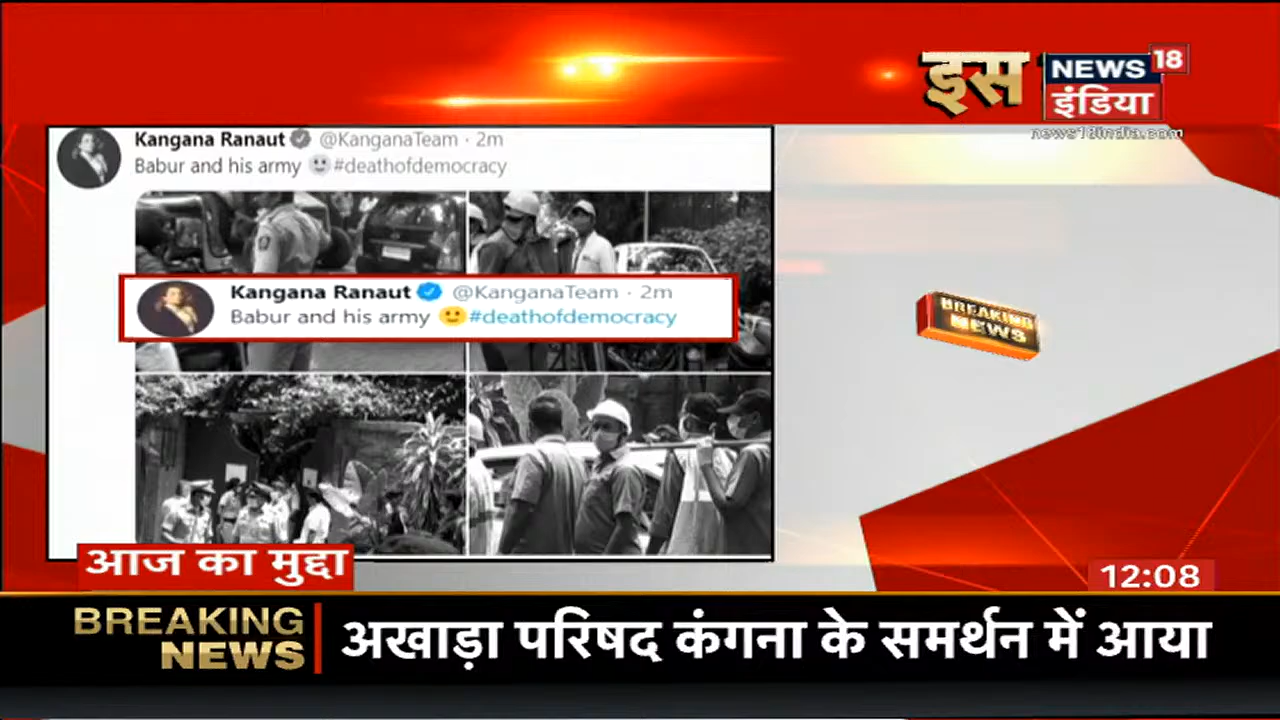 इस
NEWS 18
इंडिया
news18india.com
Kangana Ranaut @KanganaTeam · 2m
Babur and his army 🙂 #deathofdemocracy
Kangana Ranaut @KanganaTeam · 2m
Babur and his army 🙂 #deathofdemocracy
BREAKING
NEWS
आज का मुद्दा
12:08
BREAKING
NEWS
अखाड़ा परिषद कंगना के समर्थन में आया